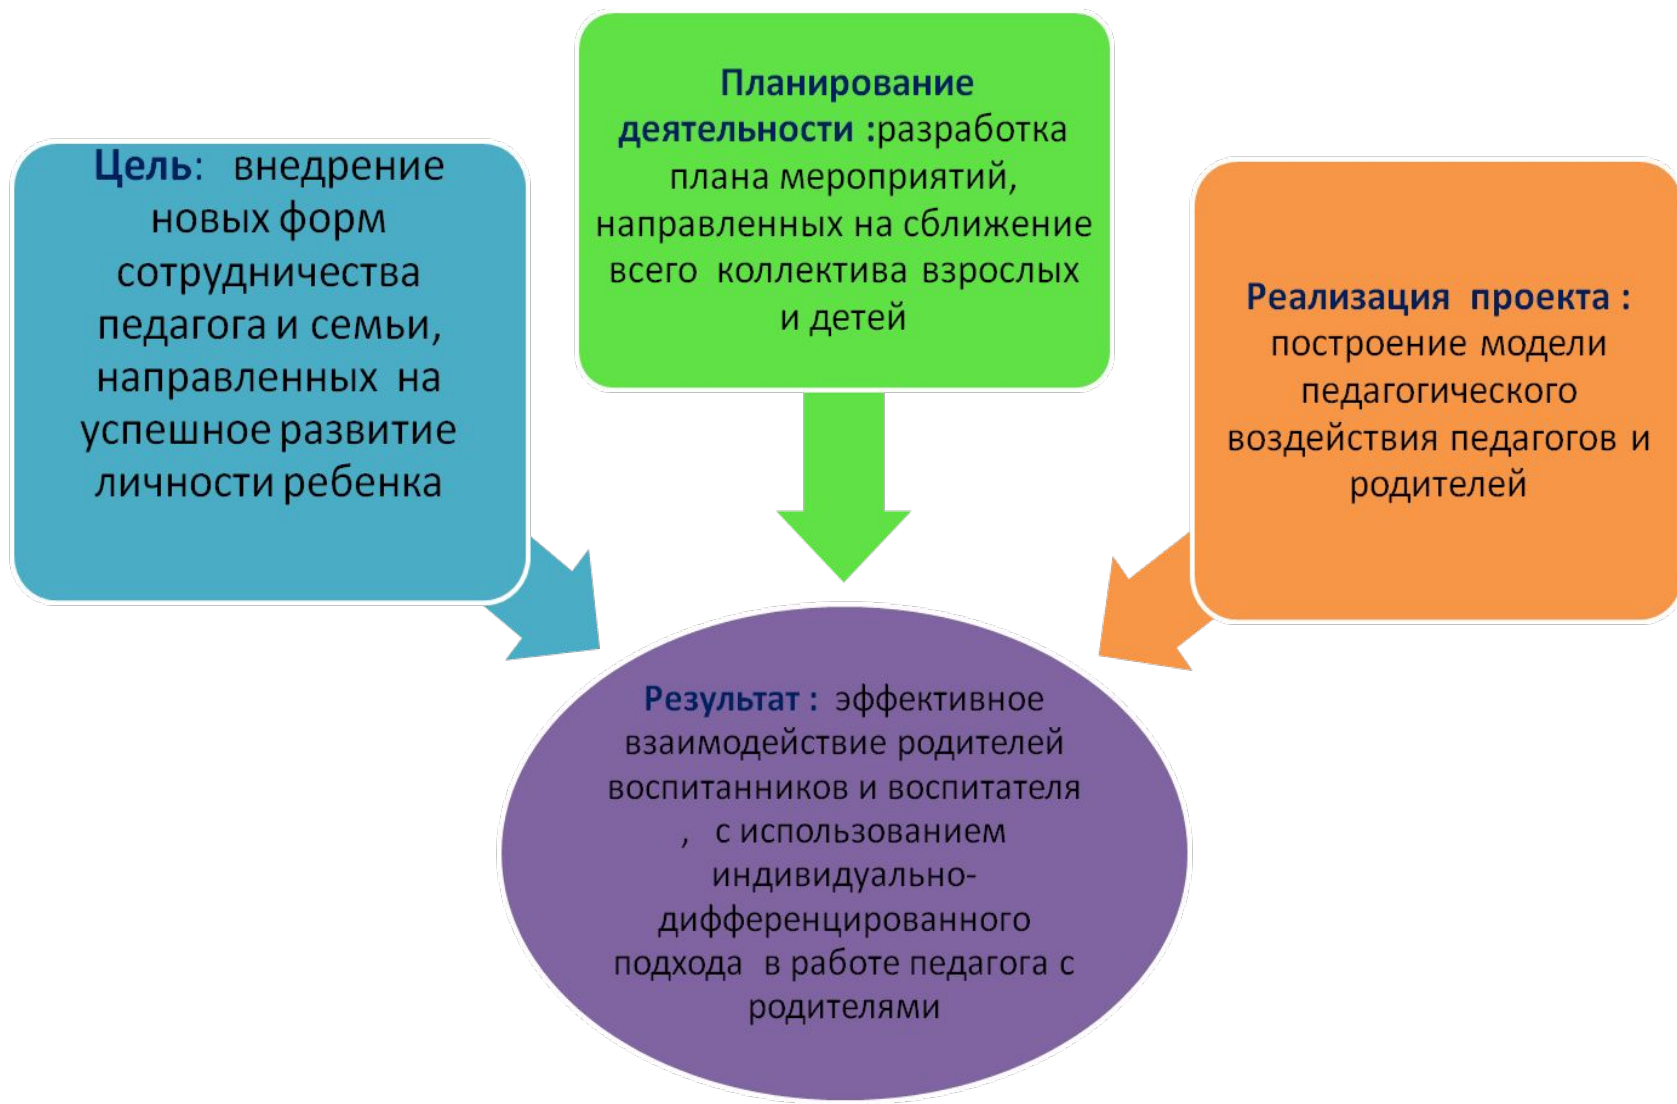 Цель: внедрение
новых форм
сотрудничества
педагога и семьи,
направленных на
успешное развитие
личности ребенка
Планирование
деятельности :разработка
плана мероприятий,
направленных на сближение
всего коллектива взрослых
и детей
Реализация проекта :
построение модели
педагогического
воздействия педагогов и
родителей
Результат : эффективное
взаимодействие родителей
воспитанников и воспитателя
, с использованием
индивидуально-
дифференцированного
подхода в работе педагога с
родителями